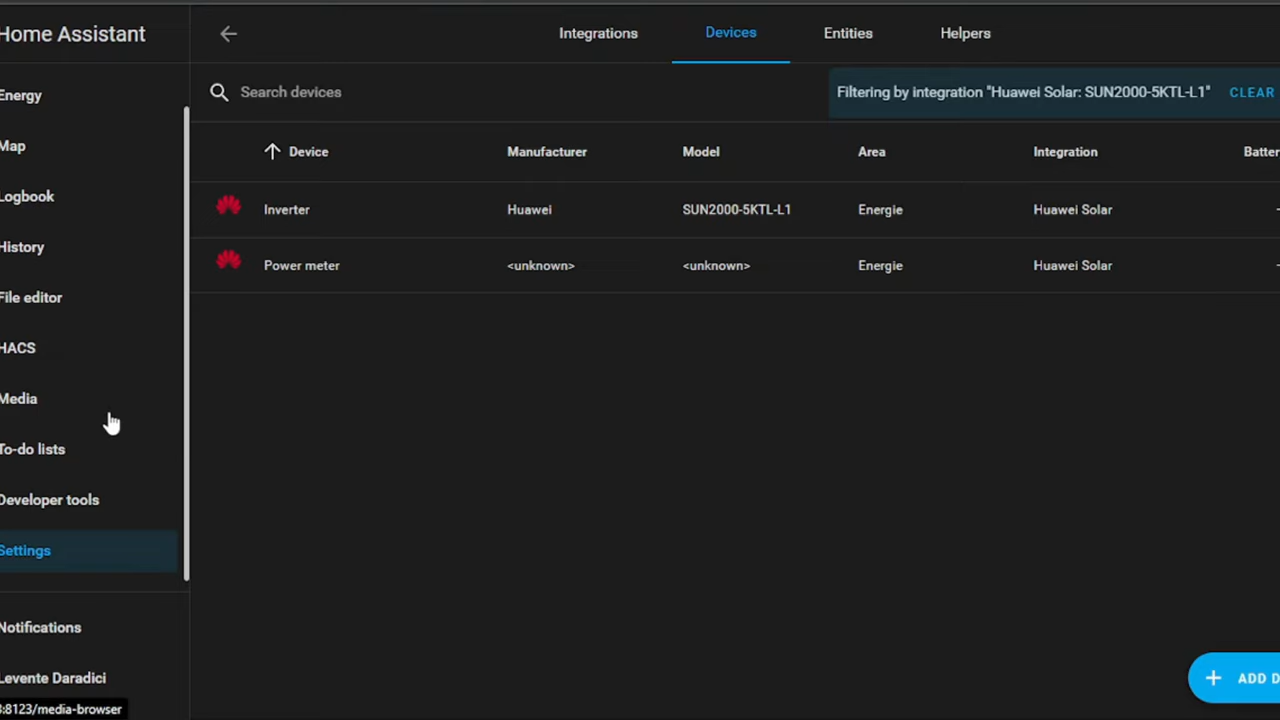 Home Assistant
Integrations
Devices
Entities
Helpers
Energy
Search devices
Filtering by integration "Huawei Solar: SUN2000-5KTL-L1"
CLEAR
Map
Device
Manufacturer
Model
Area
Integration
Batter
Logbook
Inverter
Huawei
SUN2000-5KTL-L1
Energie
Huawei Solar
History
Power meter
<unknown>
<unknown>
Energie
Huawei Solar
File editor
HACS
Media
To-do lists
Developer tools
Settings
Notifications
Levente Daradici
+ ADD D
:8123/media-browser